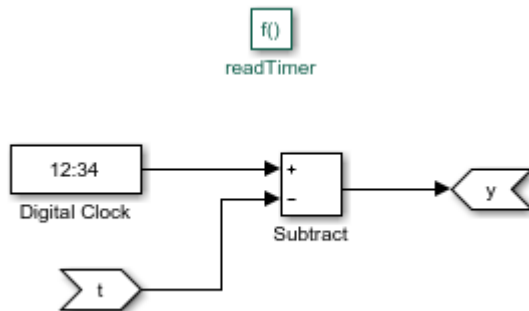 f()
readTimer
12:34
Digital Clock
+
−
Subtract
y
t